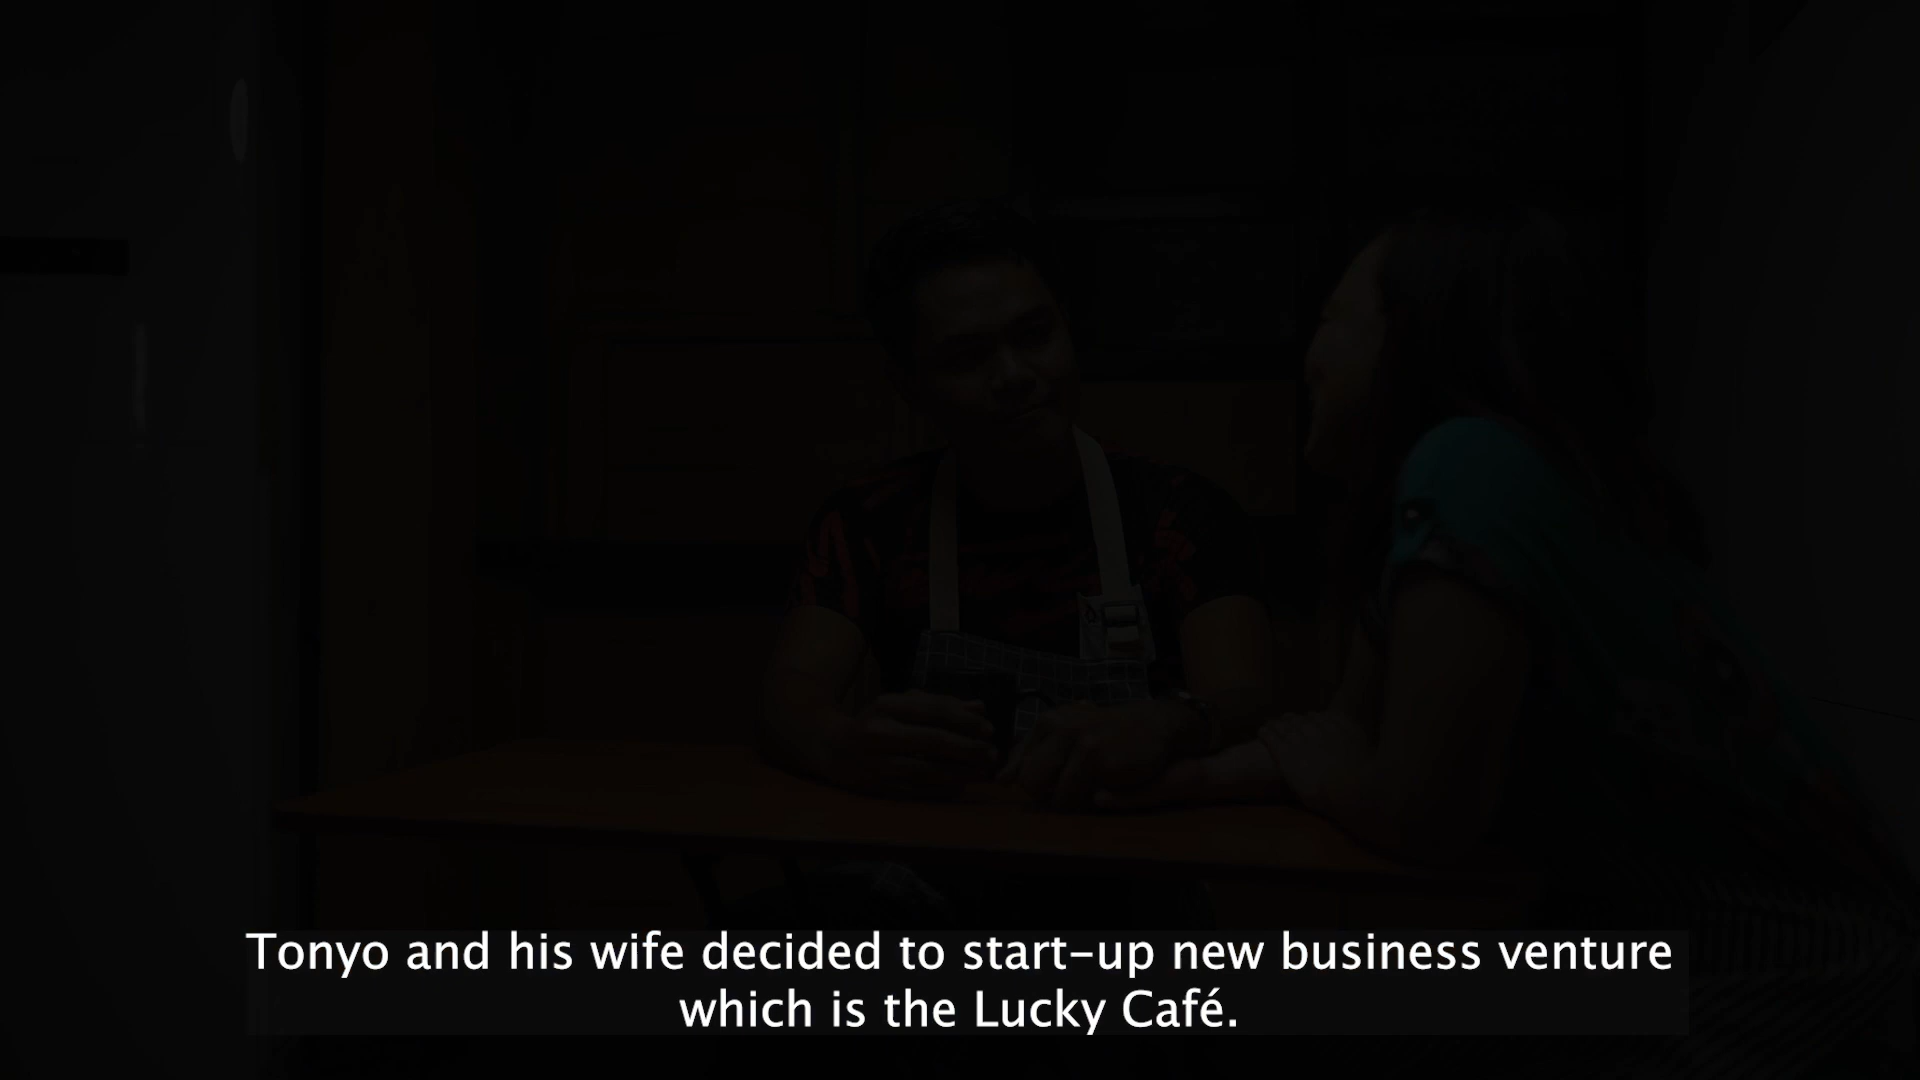 Tonyo and his wife decided to start-up new business venture
which is the Lucky Café.